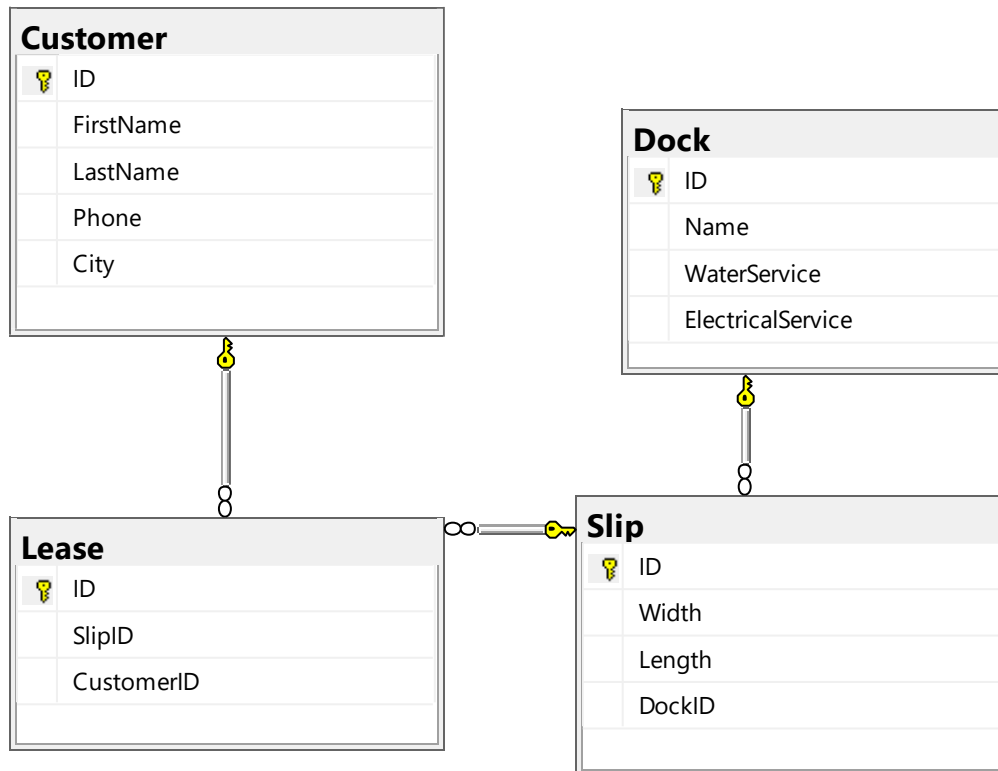 Customer
ID
FirstName
LastName
Phone
City
Dock
ID
Name
WaterService
ElectricalService
Lease
ID
SlipID
CustomerID
Slip
ID
Width
Length
DockID